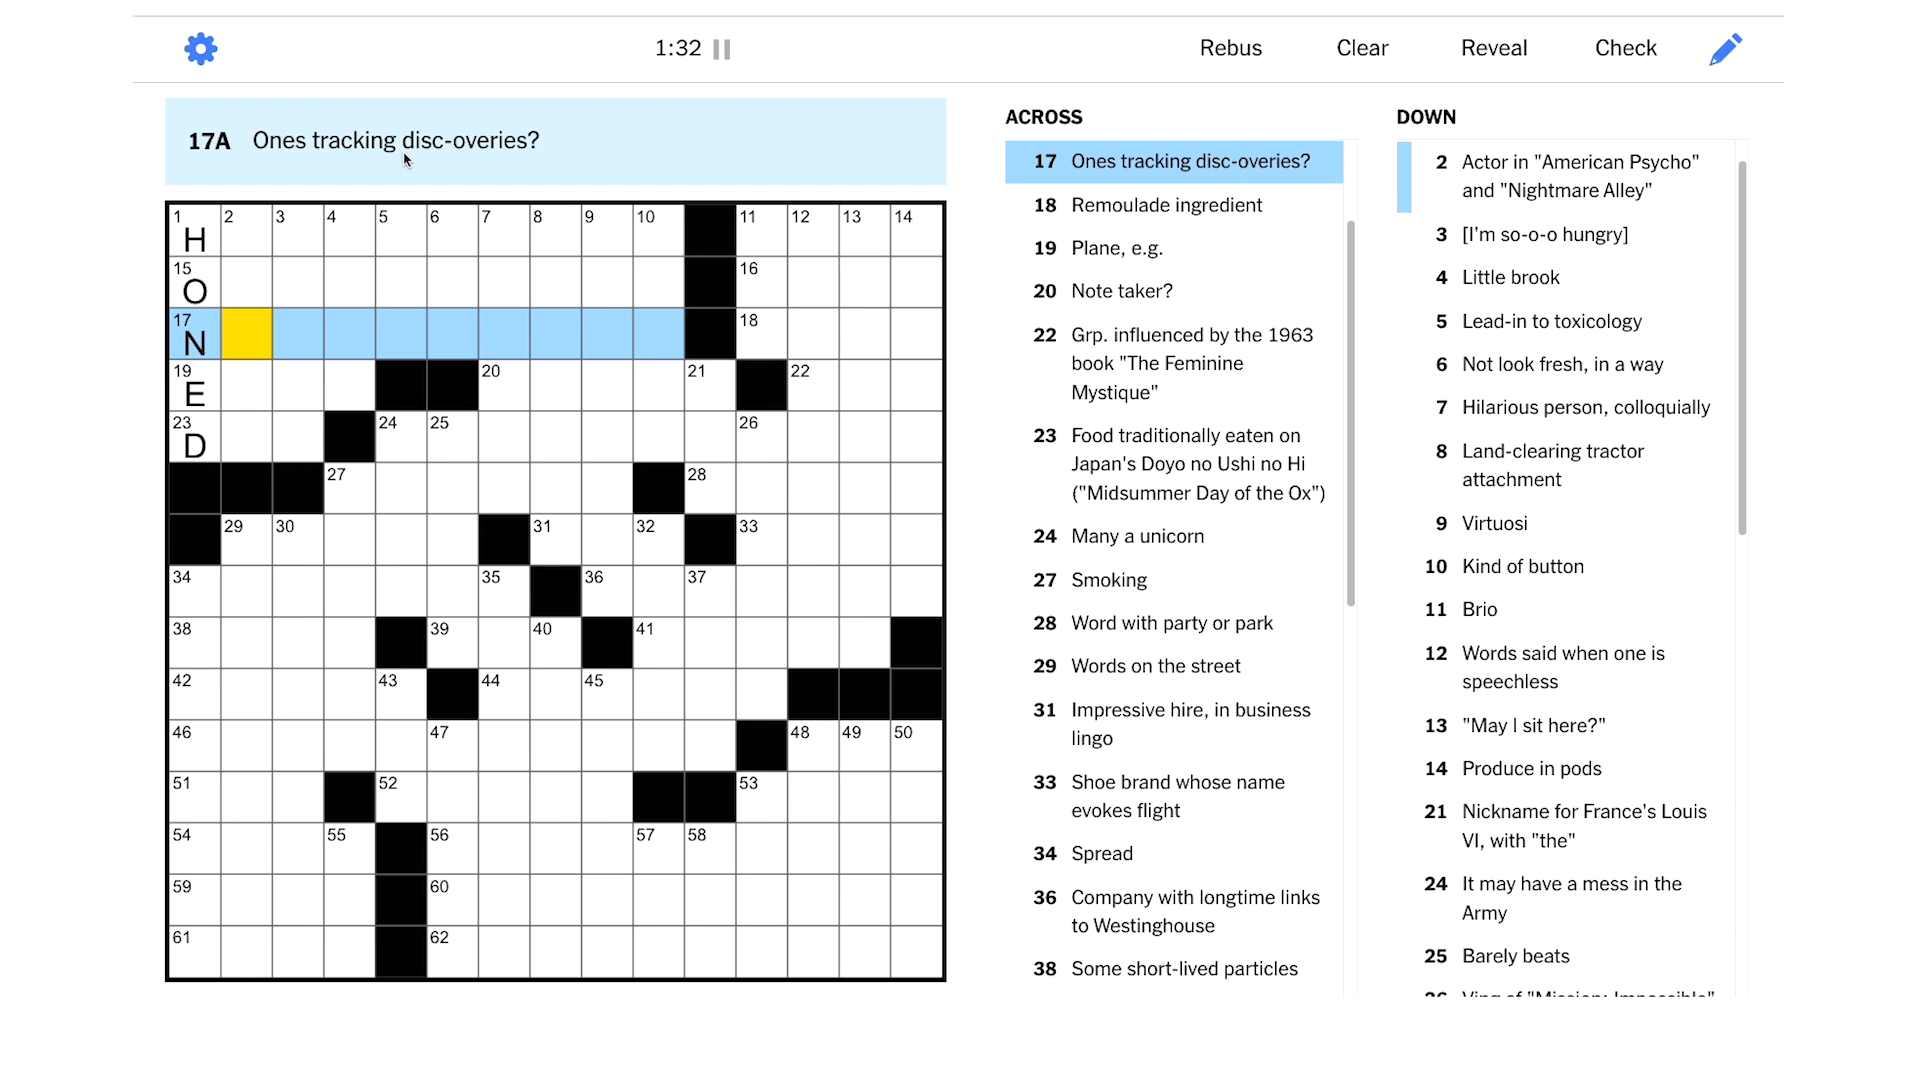 1:32
Rebus
Clear
Reveal
Check
17A Ones tracking disc-overies?
1 2 3 4 5 6 7 8 9 10 11 12 13 14
H
15 16
O
17 18
N
19 20 21 22
E
23 24 25 26
D
27 28
29 30 31 32 33
34 35 36 37
38 39 40 41
42 43 44 45
46 47 48 49 50
51 52 53
54 55 56 57 58
59 60
61 62
ACROSS
17 Ones tracking disc-overies?
18 Remoulade ingredient
19 Plane, e.g.
20 Note taker?
22 Grp. influenced by the 1963
book "The Feminine
Mystique"
23 Food traditionally eaten on
Japan's Doyo no Ushi no Hi
("Midsummer Day of the Ox")
24 Many a unicorn
27 Smoking
28 Word with party or park
29 Words on the street
31 Impressive hire, in business
lingo
33 Shoe brand whose name
evokes flight
34 Spread
36 Company with longtime links
to Westinghouse
38 Some short-lived particles
DOWN
2 Actor in "American Psycho"
and "Nightmare Alley"
3 [I'm so-o-o hungry]
4 Little brook
5 Lead-in to toxicology
6 Not look fresh, in a way
7 Hilarious person, colloquially
8 Land-clearing tractor
attachment
9 Virtuosi
10 Kind of button
11 Brio
12 Words said when one is
speechless
13 "May I sit here?"
14 Produce in pods
21 Nickname for France's Louis
VI, with "the"
24 It may have a mess in the
Army
25 Barely beats
26 Ving of "Mission: Impossible"